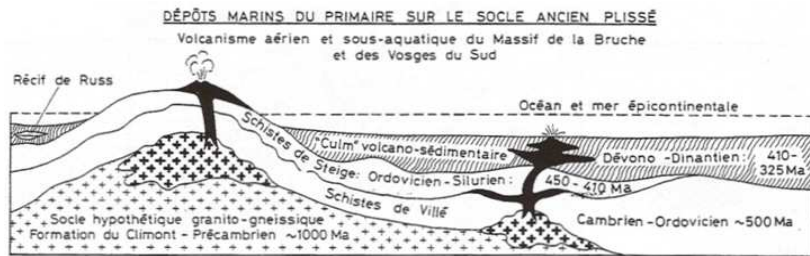 DÉPÔTS MARINS DU PRIMAIRE SUR LE SOCLE ANCIEN PLISSÉ
Volcanisme aérien et sous-aquatique du Massif de la Bruche
et des Vosges du Sud
Récif de Russ
Océan et mer épicontinentale
"Culm" volcano-sédimentaire
Dévono-Dinantien: 410-
325 Ma
Schistes de Steige: Ordovicien-Silurien: 450-410 Ma
Schistes de Villé
Cambrien-Ordovicien ~500 Ma
Socle hypothétique granito-gneissique
Formation du Climont - Précambrien ~1000 Ma